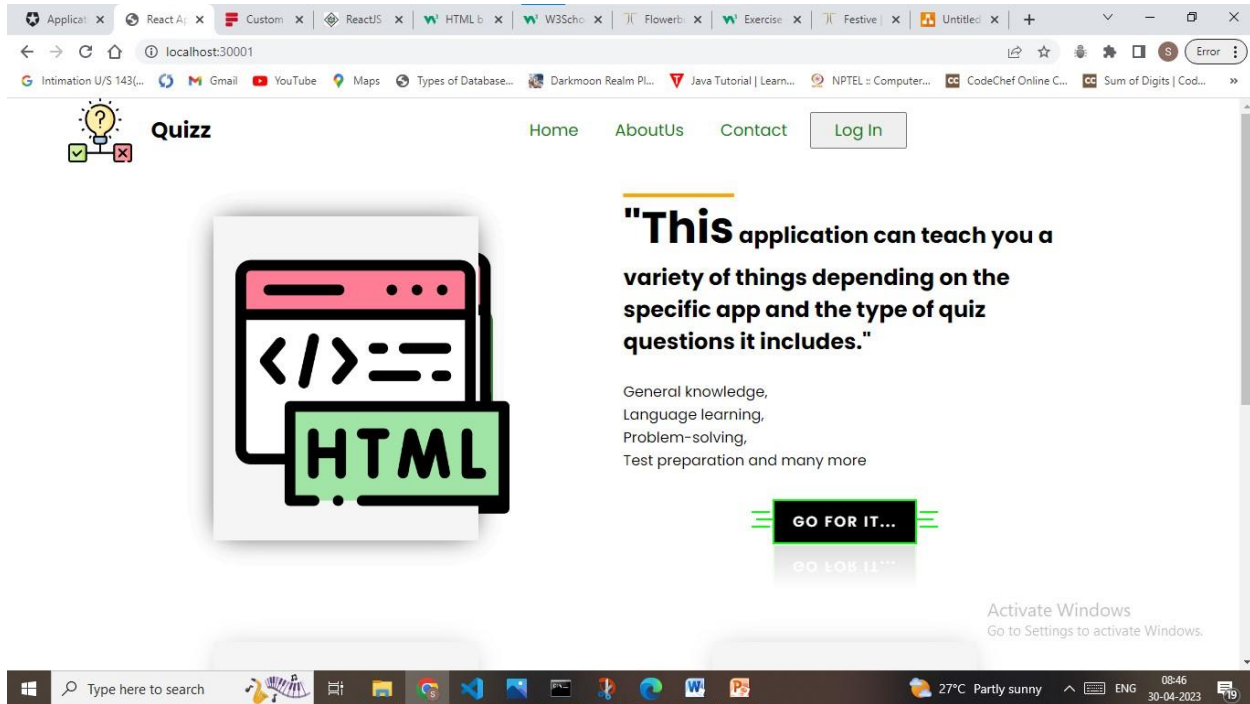 Applicat
React Ap
Custom
ReactJS
HTML b
W3Scho
Flowerb
Exercise
Festive
Untitled
localhost:30001
S
Error
Intimation U/S 143(...
Gmail
YouTube
Maps
Types of Database...
Darkmoon Realm Pl...
Java Tutorial | Learn...
NPTEL :: Computer...
CodeChef Online C...
Sum of Digits | Cod...
»
Quizz
Home
AboutUs
Contact
Log In
"This application can teach you a
variety of things depending on the
specific app and the type of quiz
questions it includes."
General knowledge,
Language learning,
Problem-solving,
Test preparation and many more
HTML
GO FOR IT...
GO FOR IT...
Activate Windows
Go to Settings to activate Windows.
Type here to search
27°C Partly sunny
ENG
08:46
30-04-2023
19